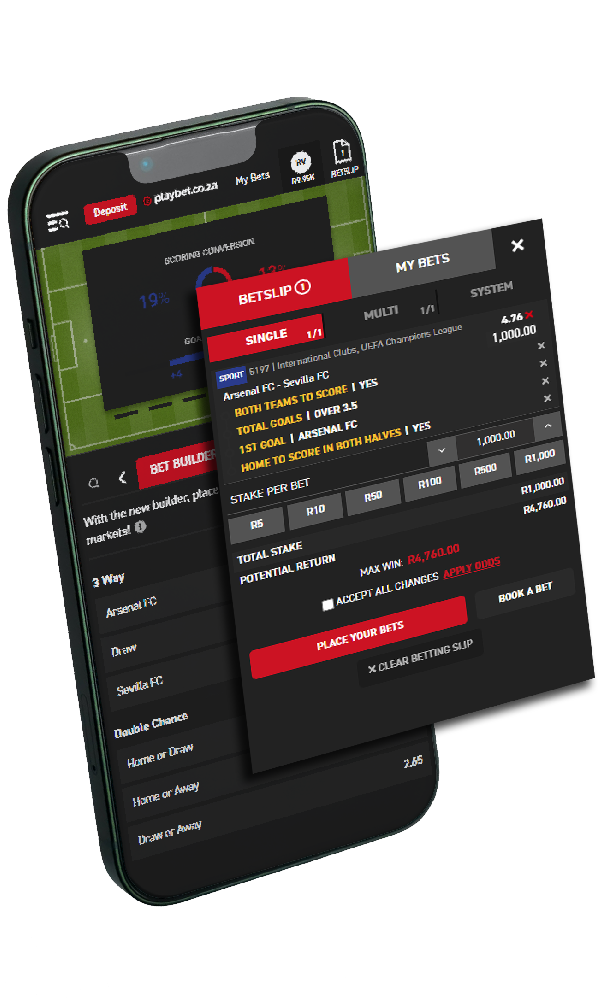 Deposit
playbet.co.za
My Bets
RV
R9.95K
1
BETSLIP
SCORING CONVERSION
19%
+4
BET BUILDER
With the new builder, place
markets!
3 Way
Arsenal FC
Draw
Sevilla FC
Double Chance
Home or Draw
Home or Away
Draw or Away
2.65
BETSLIP 1
MY BETS
SINGLE 1/1
MULTI 1/1
SYSTEM
SPORT 5197 | International Clubs, UEFA Champions League
4.76
Arsenal FC - Sevilla FC
1,000.00
BOTH TEAMS TO SCORE | YES
TOTAL GOALS | OVER 3.5
1ST GOAL | ARSENAL FC
HOME TO SCORE IN BOTH HALVES | YES
STAKE PER BET
1,000.00
R5 R10 R50 R100 R500 R1,000
TOTAL STAKE R1,000.00
POTENTIAL RETURN R4,760.00
MAX WIN: R4,760.00
ACCEPT ALL CHANGES APPLY ODDS
PLACE YOUR BETS
BOOK A BET
CLEAR BETTING SLIP